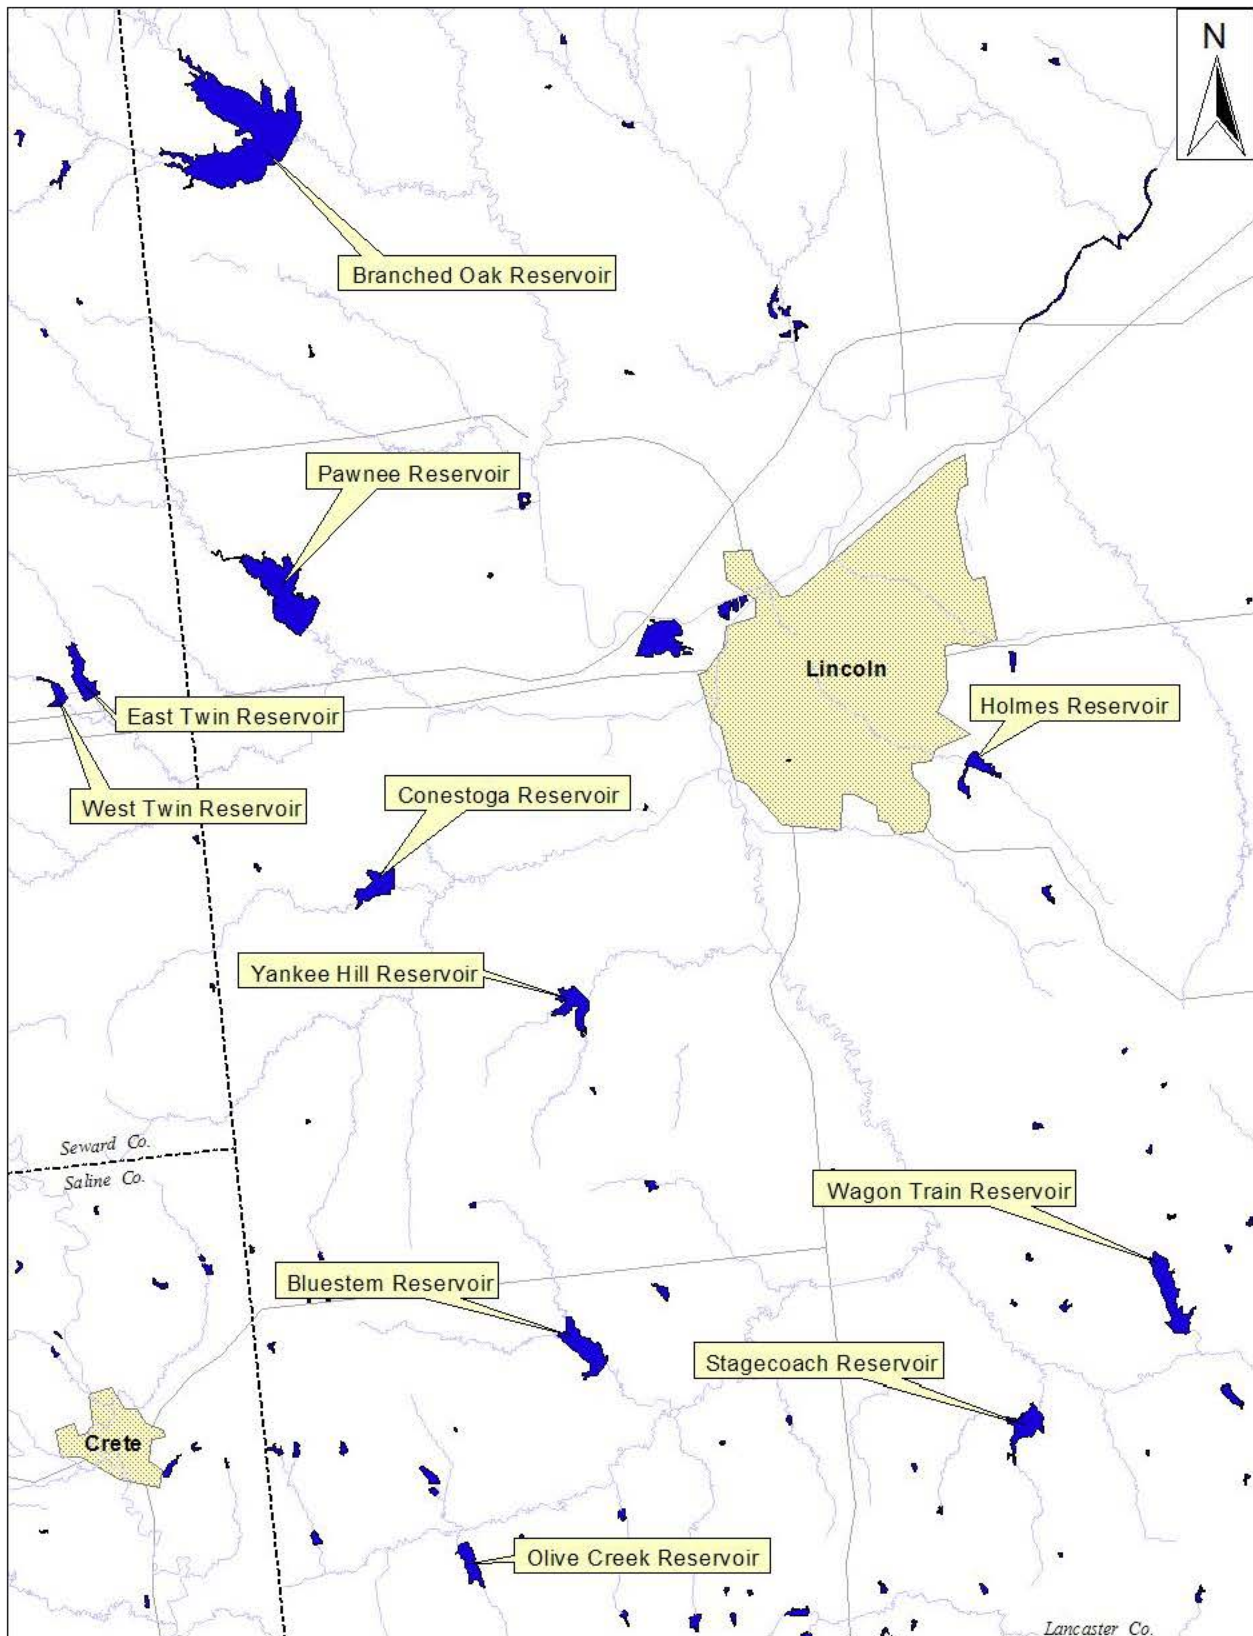 N
Branched Oak Reservoir
Pawnee Reservoir
Lincoln
East Twin Reservoir
Holmes Reservoir
West Twin Reservoir
Conestoga Reservoir
Yankee Hill Reservoir
Seward Co.
Saline Co.
Wagon Train Reservoir
Bluestem Reservoir
Stagecoach Reservoir
Crete
Olive Creek Reservoir
Lancaster Co.